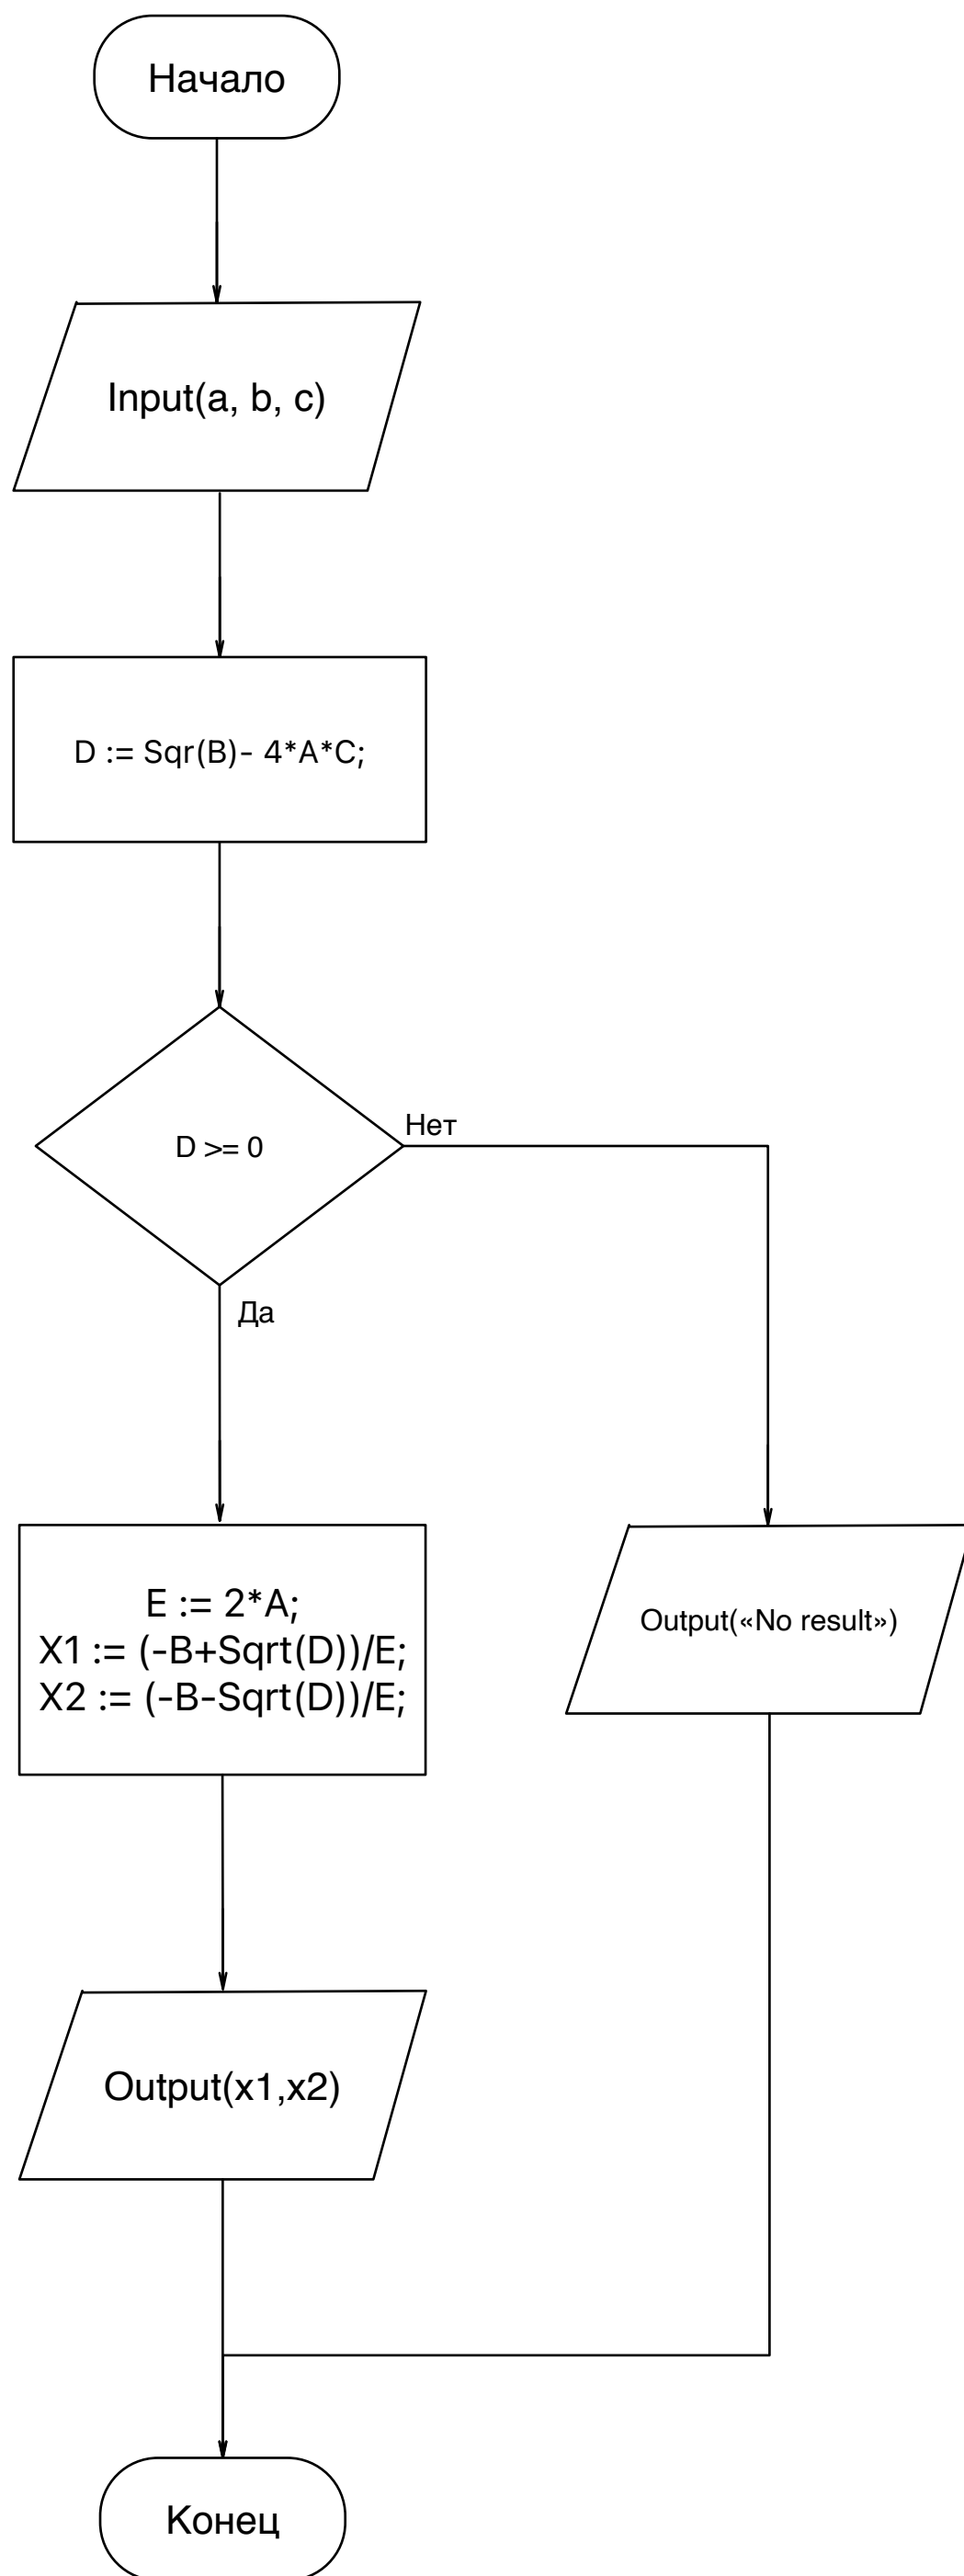 Начало
Input(a, b, c)
D := Sqr(B)- 4*A*C;
D >= 0
Нет
Да
E := 2*A;
X1 := (-B+Sqrt(D))/E;
X2 := (-B-Sqrt(D))/E;
Output(«No result»)
Output(x1,x2)
Конец